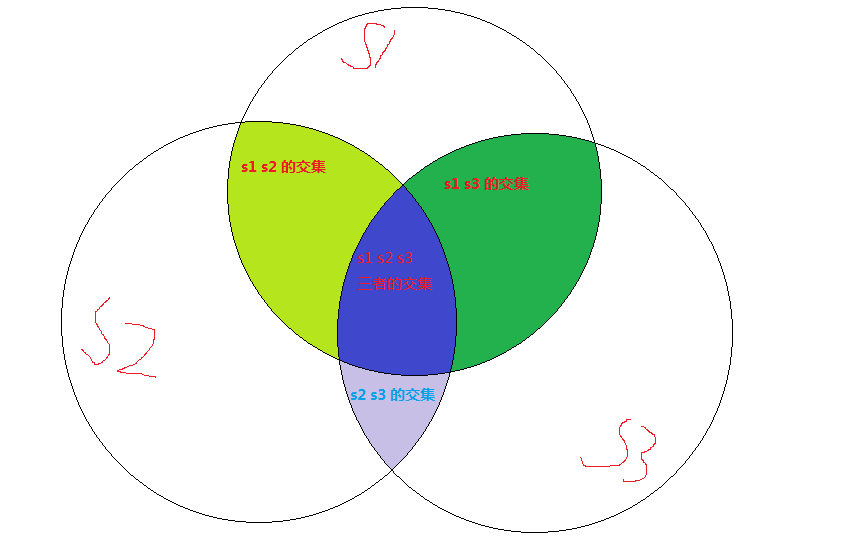 S1
s1 s2 的交集
s1 s3 的交集
s1 s2 s3
三者的交集
S2
s2 s3 的交集
S3